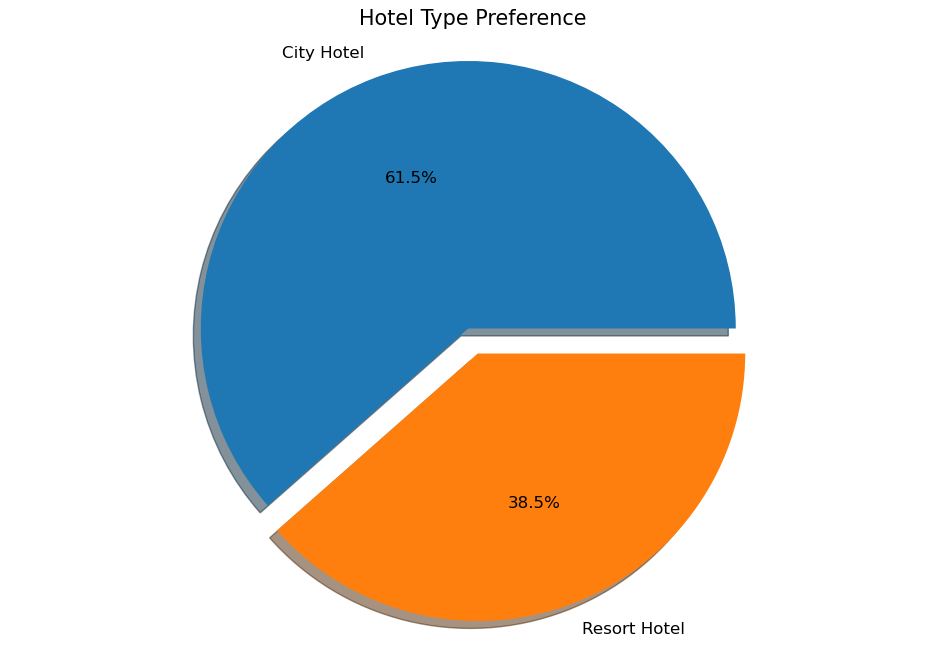 Hotel Type Preference
City Hotel
61.5%
38.5%
Resort Hotel